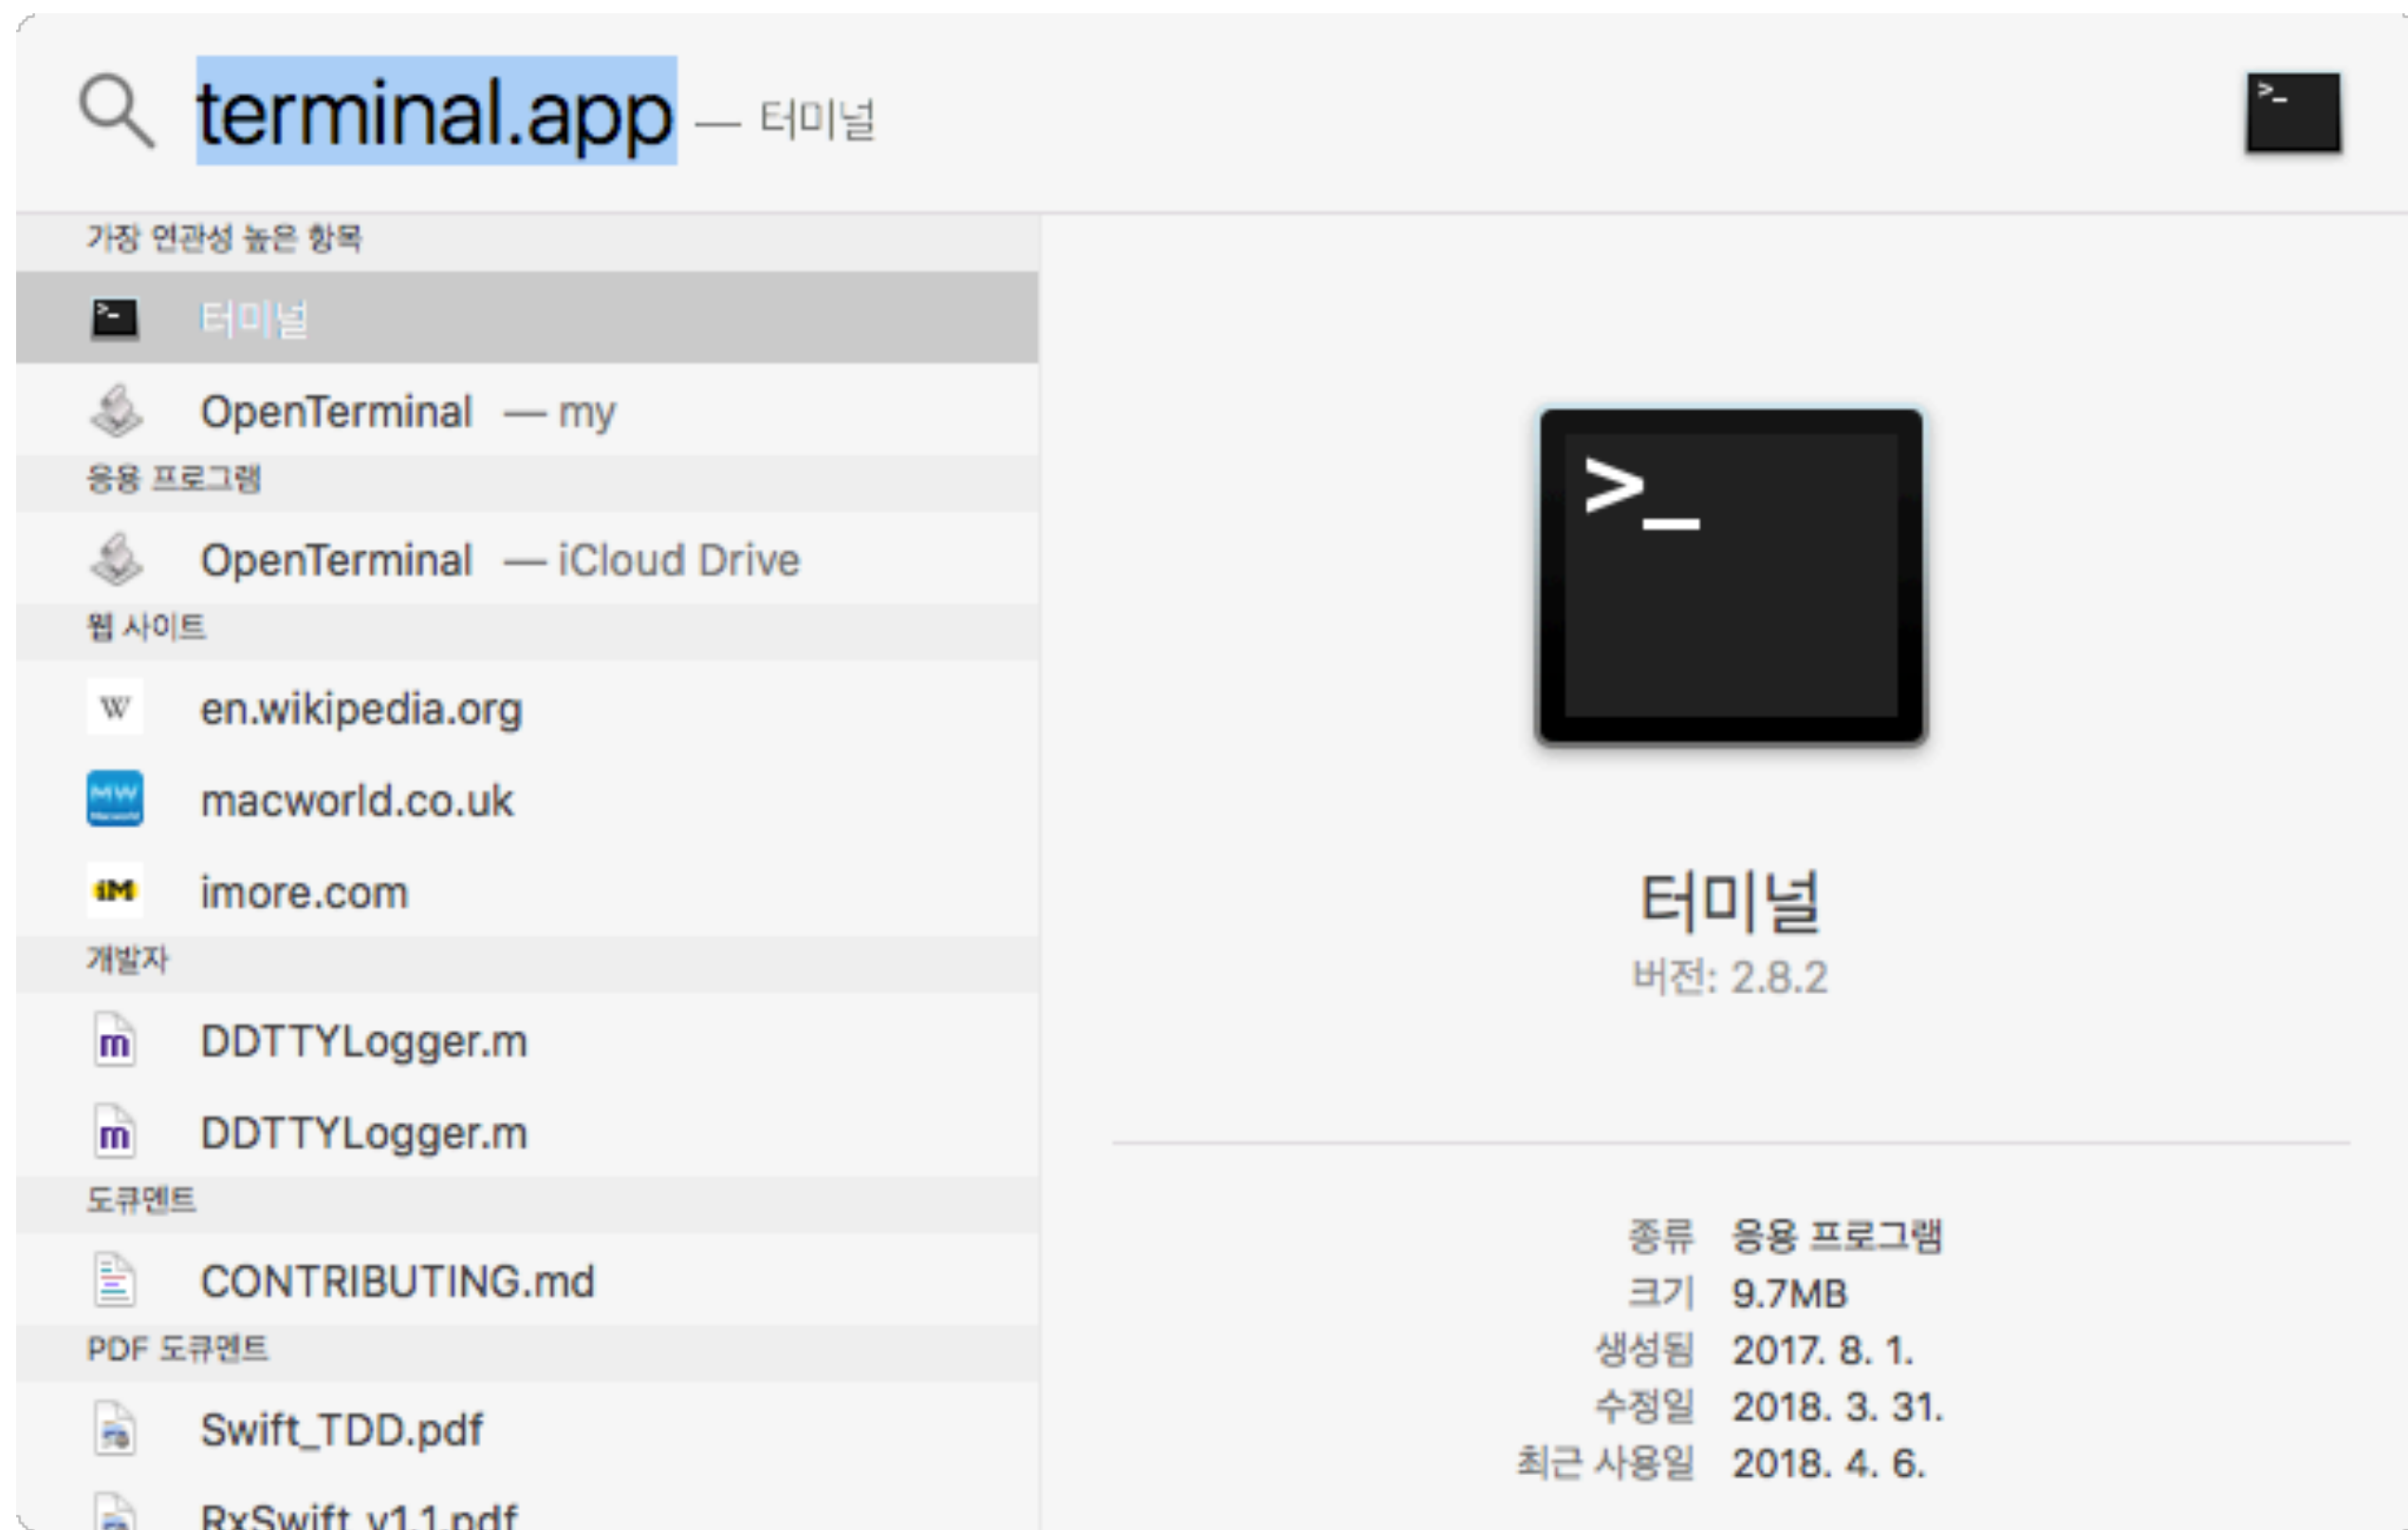 terminal.app — 터미널
가장 연관성 높은 항목
터미널
OpenTerminal — my
응용 프로그램
OpenTerminal — iCloud Drive
웹 사이트
W en.wikipedia.org
MW Macworld macworld.co.uk
iM imore.com
개발자
m DDTTYLogger.m
m DDTTYLogger.m
도큐멘트
CONTRIBUTING.md
PDF 도큐멘트
Swift_TDD.pdf
RxSwift_v1.1.pdf
>_
터미널
버전: 2.8.2
종류 응용 프로그램
크기 9.7MB
생성됨 2017. 8. 1.
수정일 2018. 3. 31.
최근 사용일 2018. 4. 6.